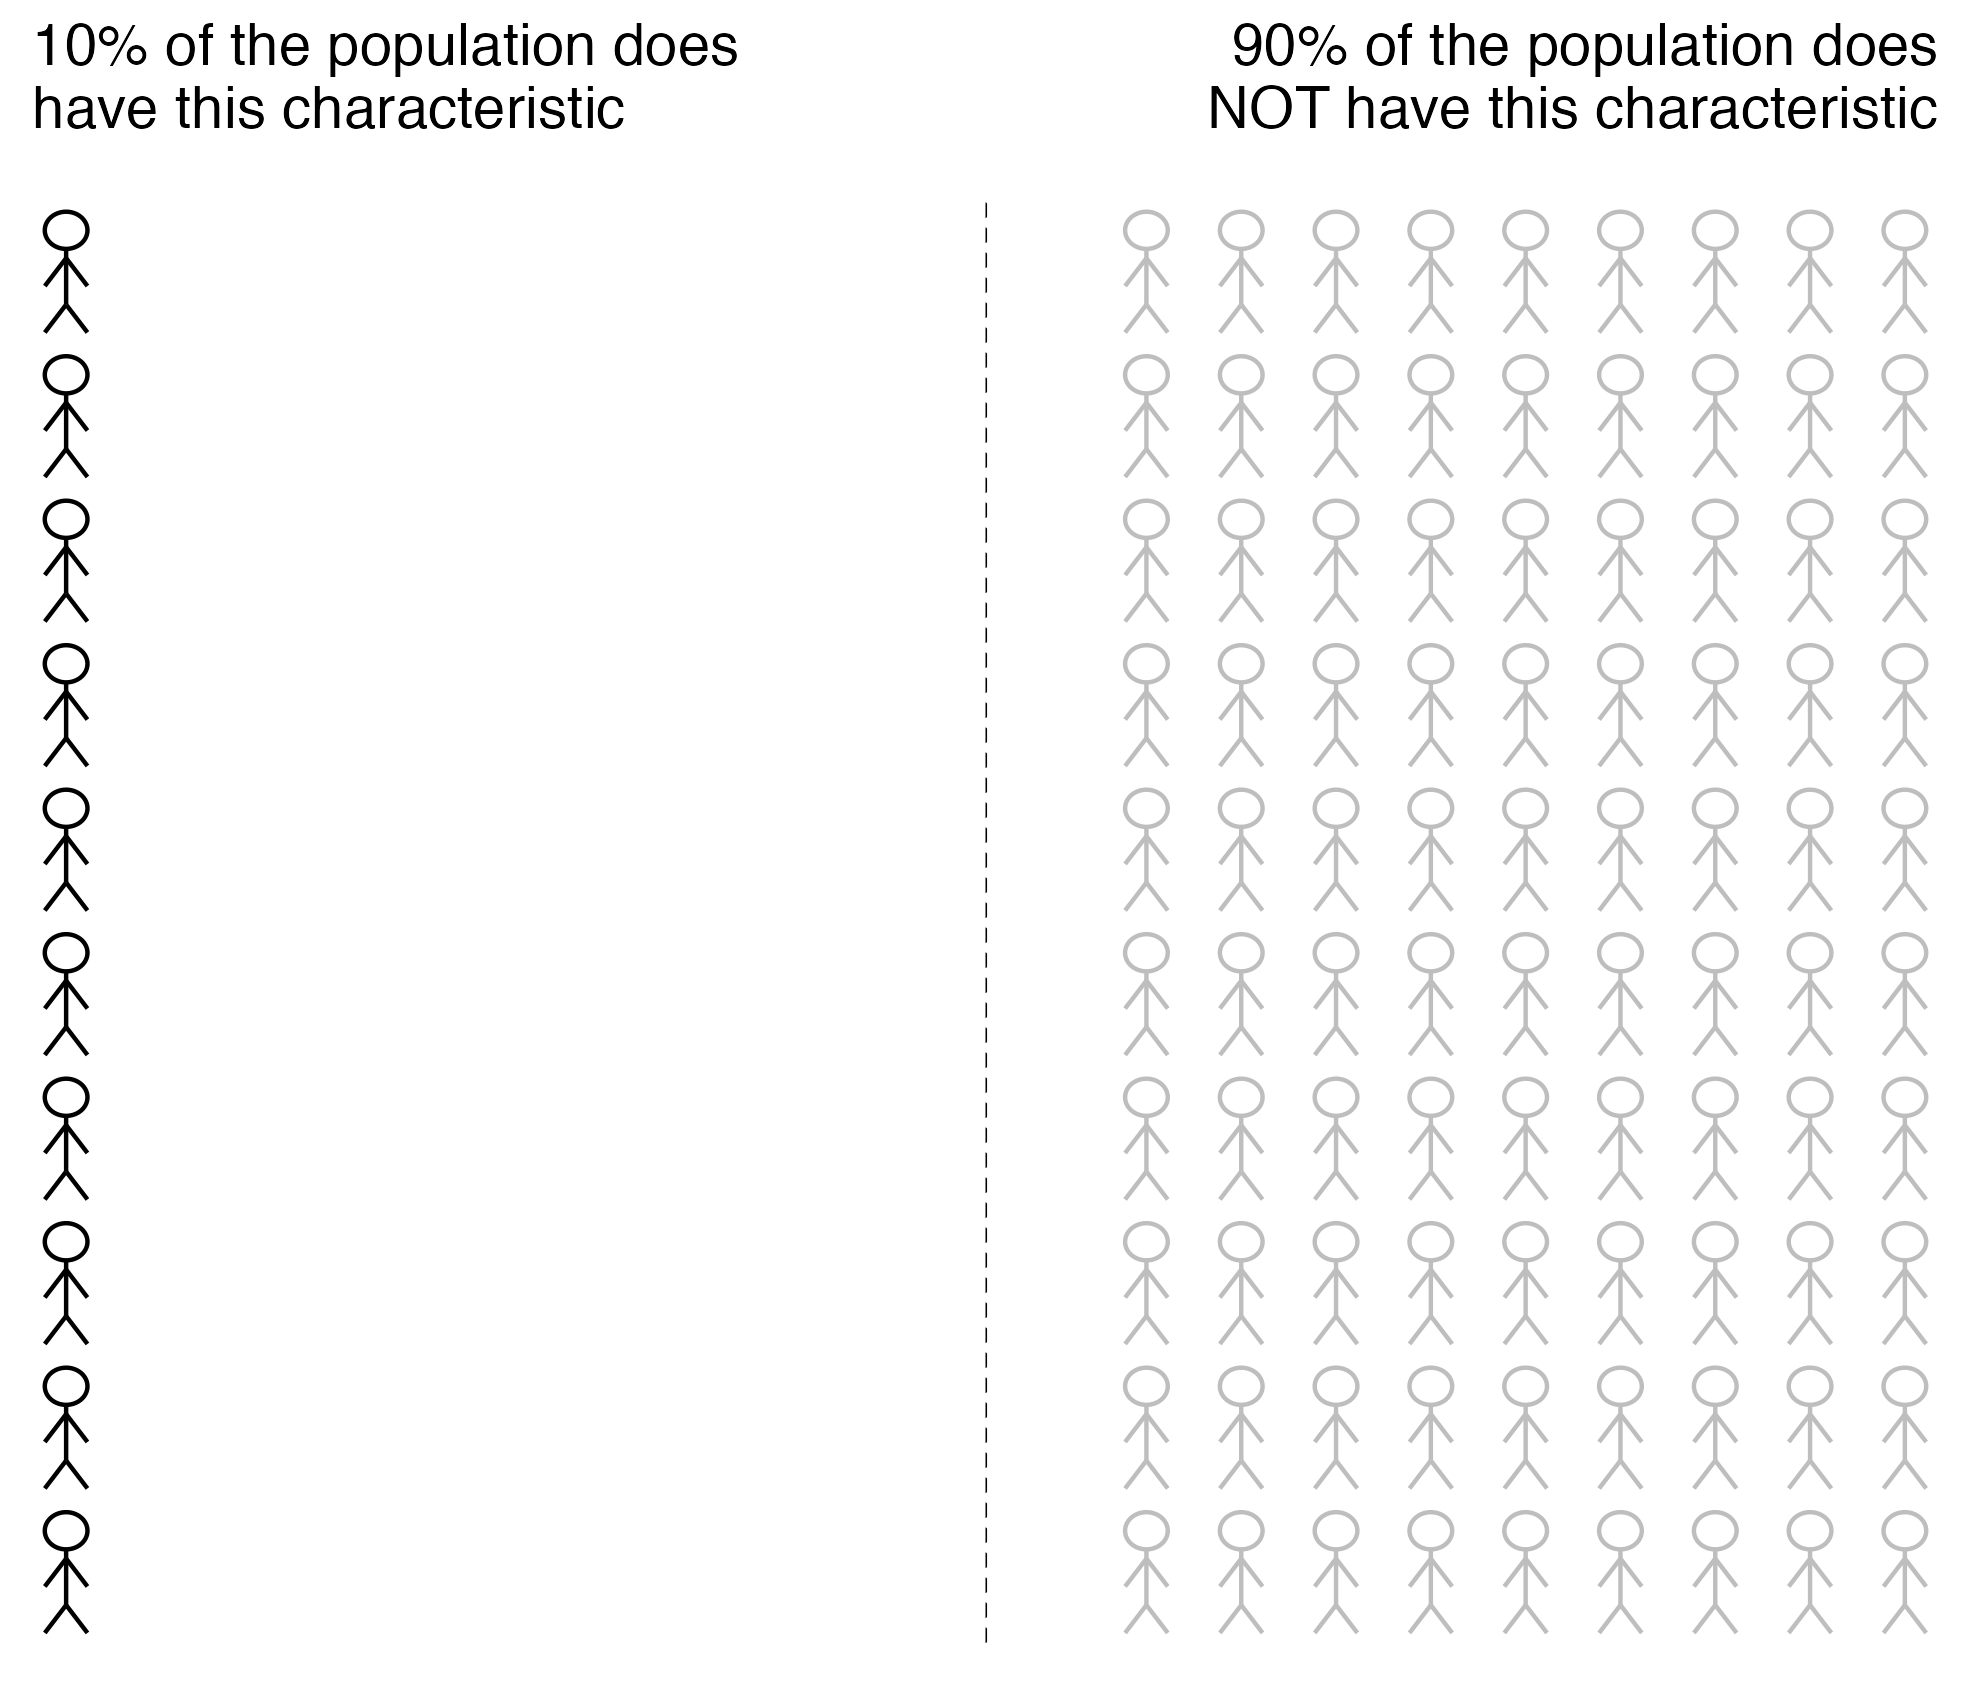 10% of the population does
have this characteristic
90% of the population does
NOT have this characteristic